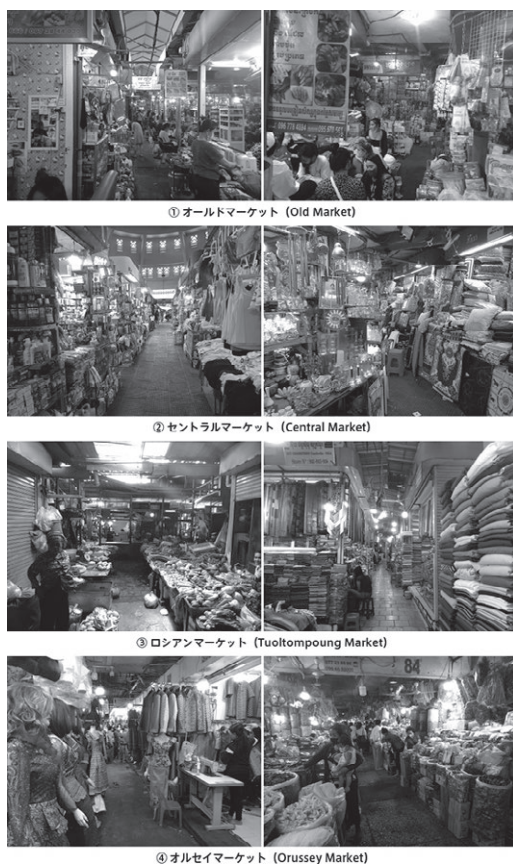 ① オールドマーケット（Old Market）
② セントラルマーケット（Central Market）
③ ロシアンマーケット（Tuoltompoung Market）
84
④ オルセイマーケット（Orussey Market）